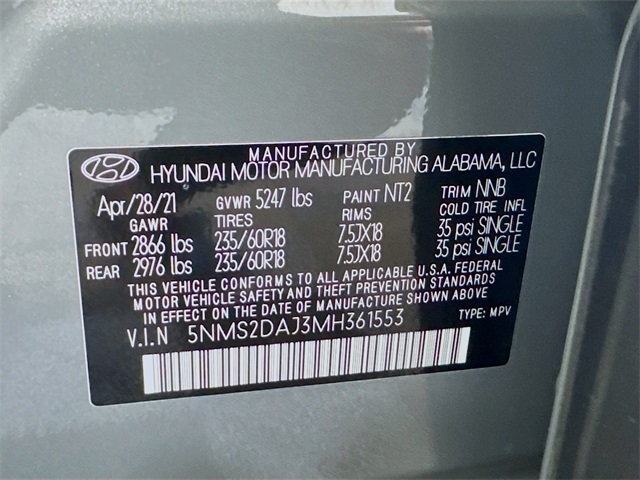 MANUFACTURED BY
HYUNDAI MOTOR MANUFACTURING ALABAMA, LLC
Apr/28/21 GVWR 5247 lbs PAINT NT2 TRIM NNB
GAWR TIRES RIMS COLD TIRE INFL
FRONT 2866 lbs 235/60R18 7.5JX18 35 psi SINGLE
REAR 2976 lbs 235/60R18 7.5JX18 35 psi SINGLE
THIS VEHICLE CONFORMS TO ALL APPLICABLE U.S.A. FEDERAL
MOTOR VEHICLE SAFETY AND THEFT PREVENTION STANDARDS
IN EFFECT ON THE DATE OF MANUFACTURE SHOWN ABOVE.
V.I.N 5NMS2DAJ3MH361553 TYPE: MPV